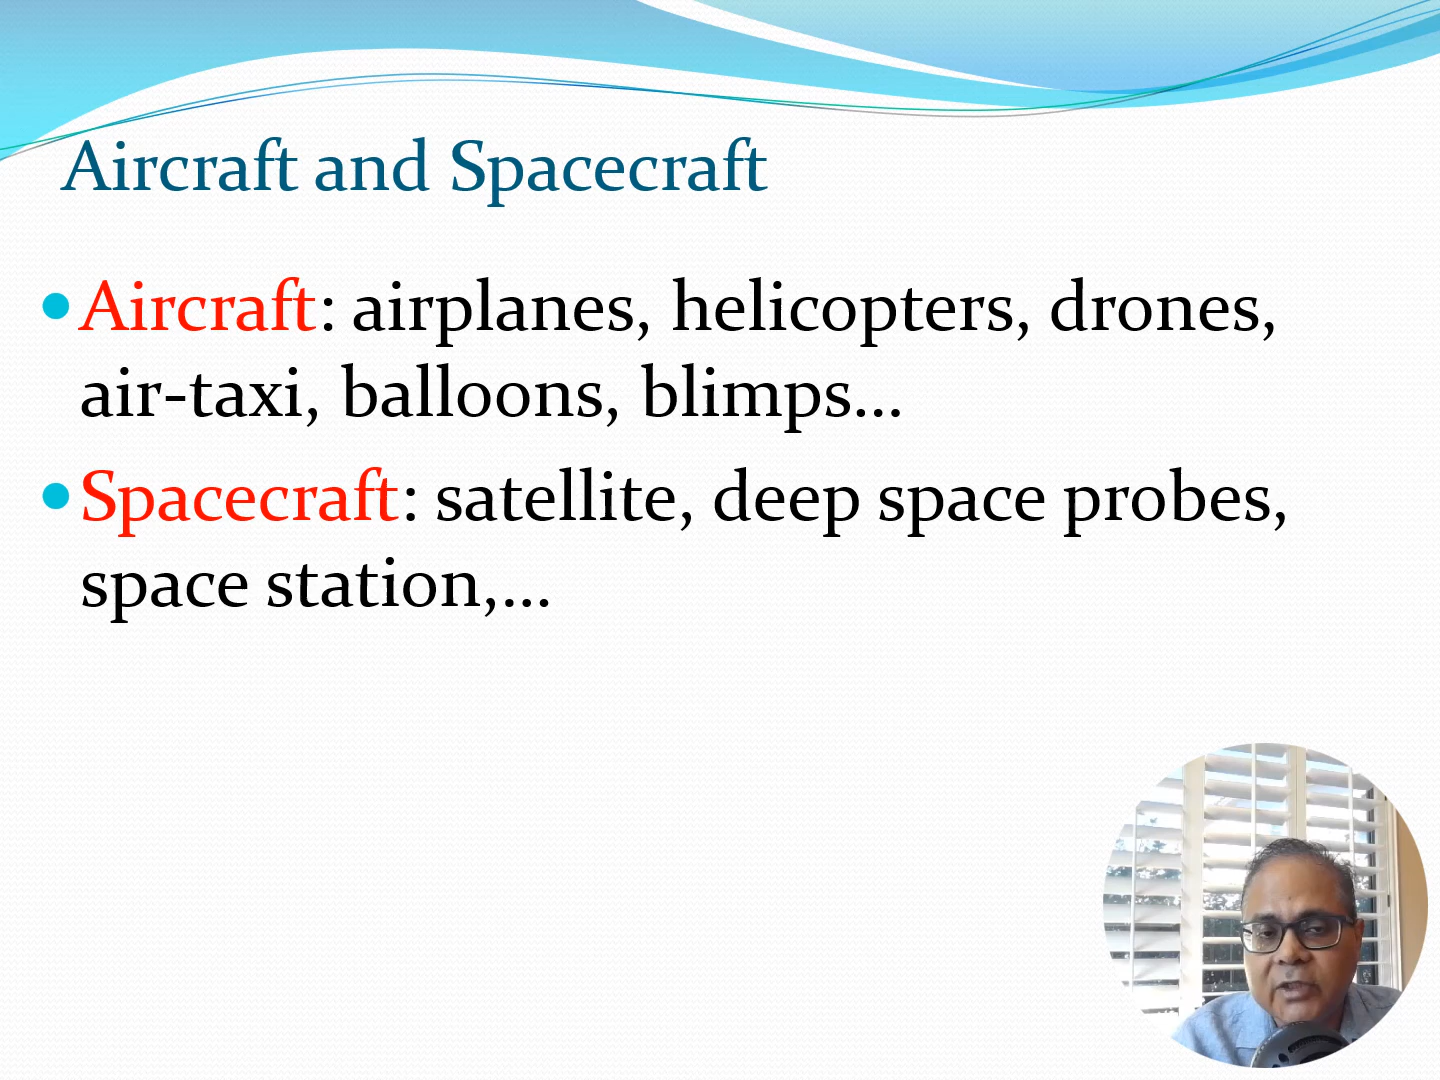 Aircraft and Spacecraft
• Aircraft: airplanes, helicopters, drones,
air-taxi, balloons, blimps…
• Spacecraft: satellite, deep space probes,
space station,…